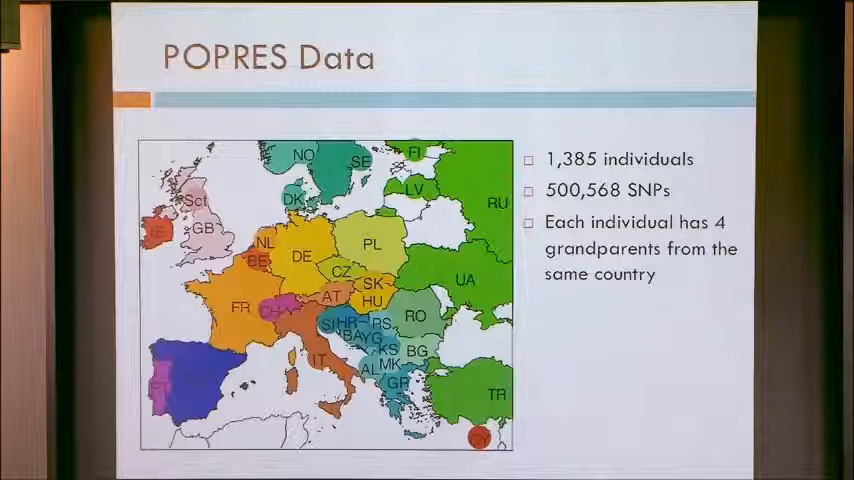 POPRES Data
1,385 individuals
500,568 SNPs
Each individual has 4
grandparents from the
same country
NO
SE
FI
DK
LV
RU
Sct
GB
NL
BE
DE
PL
CZ
UA
SK
FR
CH
AT
HU
SI
HR
RS
RO
BA
YG
IT
KS
BG
AL
MK
GR
PT
TR
CY